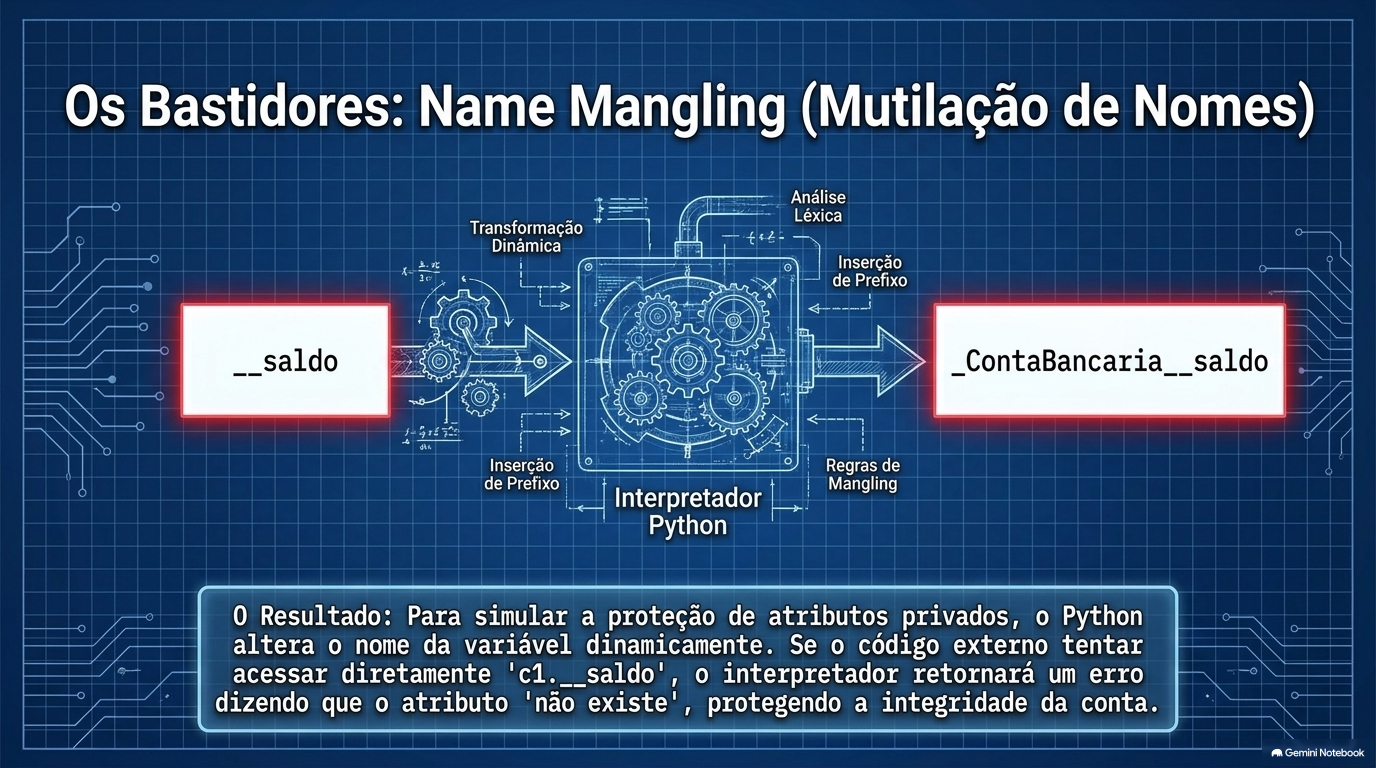 Os Bastidores: Name Mangling (Mutilação de Nomes)
Análise
Léxica
Transformação
Dinâmica
Inserção
de Prefixo
__saldo
_ContaBancaria__saldo
Inserção
de Prefixo
Regras de
Mangling
Interpretador
Python
O Resultado: Para simular a proteção de atributos privados, o Python
altera o nome da variável dinamicamente. Se o código externo tentar
acessar diretamente 'c1.__saldo', o interpretador retornará um erro
dizendo que o atributo 'não existe', protegendo a integridade da conta.
Gemini Notebook